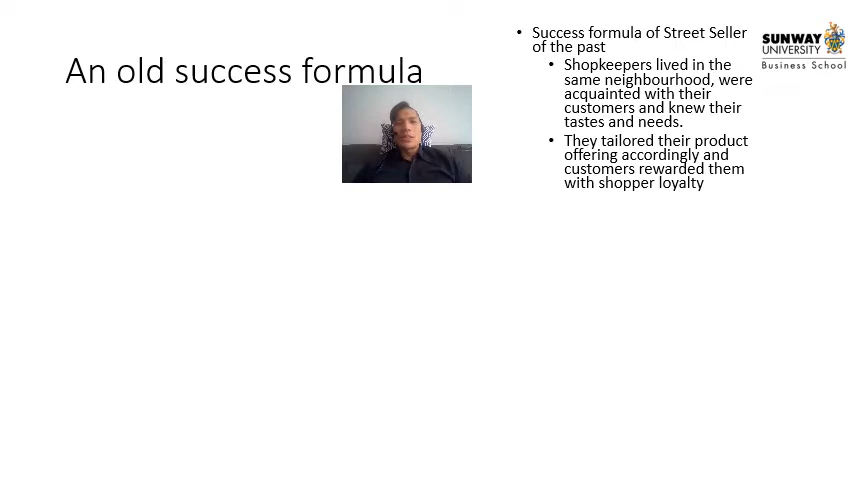 An old success formula
• Success formula of Street Seller
of the past
• Shopkeepers lived in the
same neighbourhood, were
acquainted with their
customers and knew their
tastes and needs.
• They tailored their product
offering accordingly and
customers rewarded them
with shopper loyalty
SUNWAY
UNIVERSITY
Business School